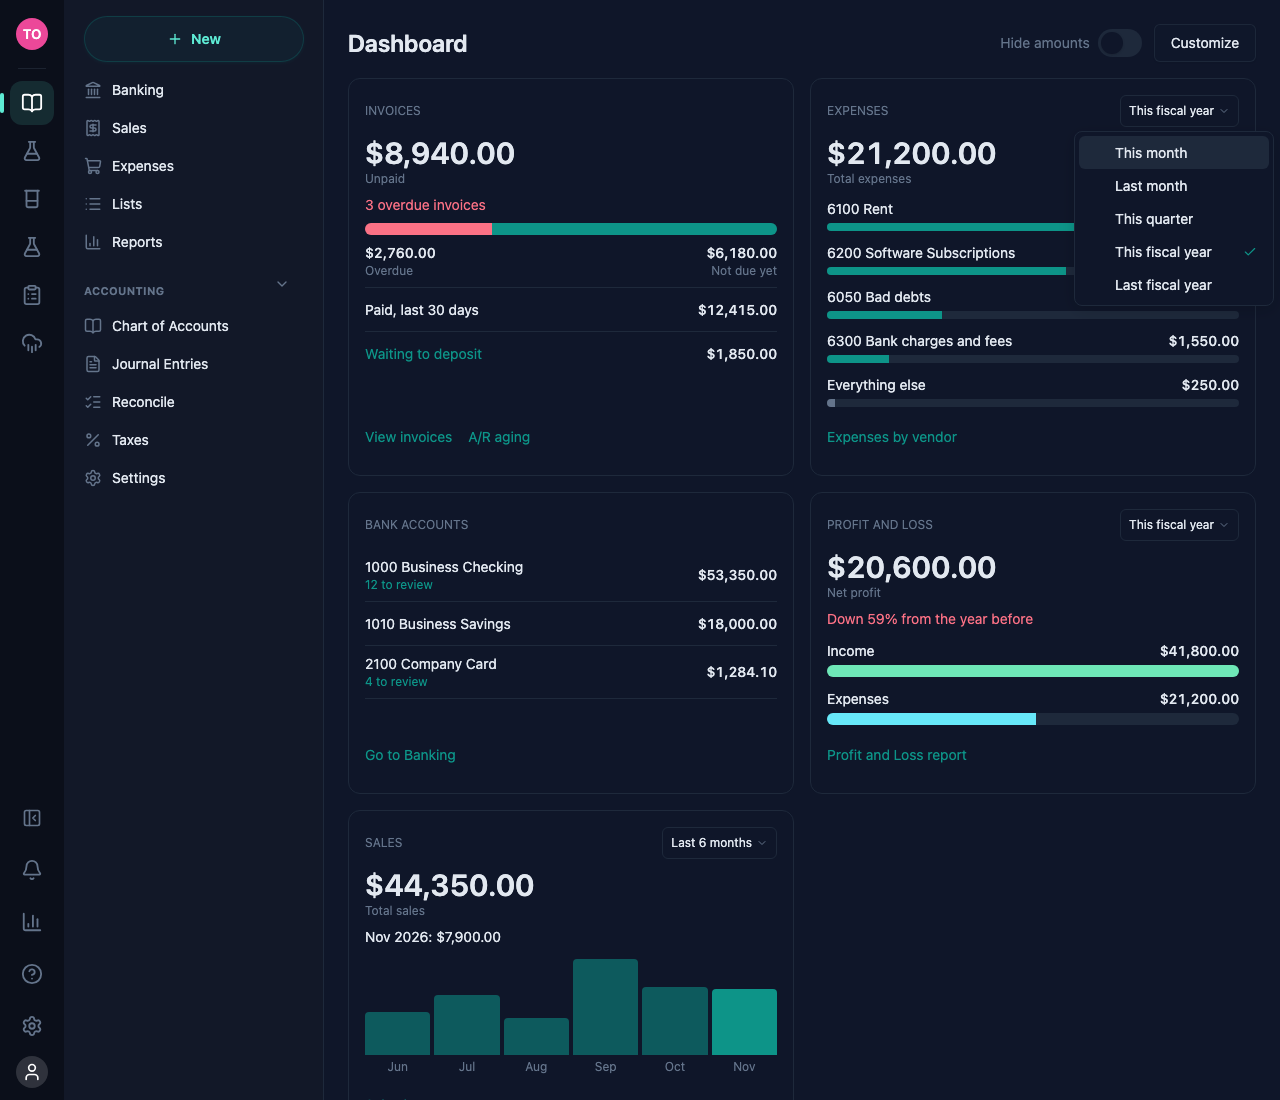 TO
New
Banking
Sales
Expenses
Lists
Reports
ACCOUNTING
Chart of Accounts
Journal Entries
Reconcile
Taxes
Settings
Dashboard
Hide amounts
Customize
INVOICES
$8,940.00
Unpaid
3 overdue invoices
$2,760.00 $6,180.00
Overdue Not due yet
Paid, last 30 days $12,415.00
Waiting to deposit $1,850.00
View invoices A/R aging
EXPENSES This fiscal year
$21,200.00
Total expenses
6100 Rent
6200 Software Subscriptions
6050 Bad debts
6300 Bank charges and fees $1,550.00
Everything else $250.00
Expenses by vendor
This month
Last month
This quarter
This fiscal year
Last fiscal year
BANK ACCOUNTS
1000 Business Checking $53,350.00
12 to review
1010 Business Savings $18,000.00
2100 Company Card $1,284.10
4 to review
Go to Banking
PROFIT AND LOSS This fiscal year
$20,600.00
Net profit
Down 59% from the year before
Income $41,800.00
Expenses $21,200.00
Profit and Loss report
SALES Last 6 months
$44,350.00
Total sales
Nov 2026: $7,900.00
Jun Jul Aug Sep Oct Nov